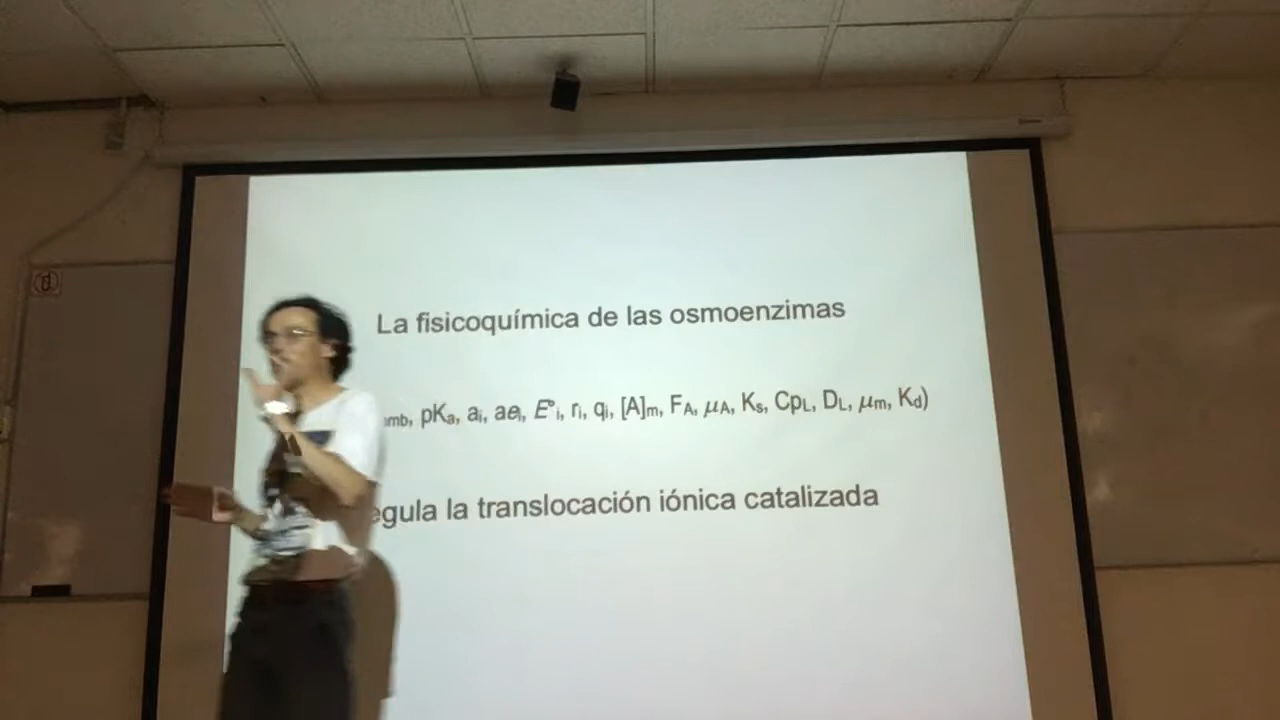 La fisicoquímica de las osmoenzimas
mb, pKa, ai, aei, E°i, ri, qi, [A]m, FA, μA, Ks, CpL, DL, μm, Kd)
egula la translocación iónica catalizada
d